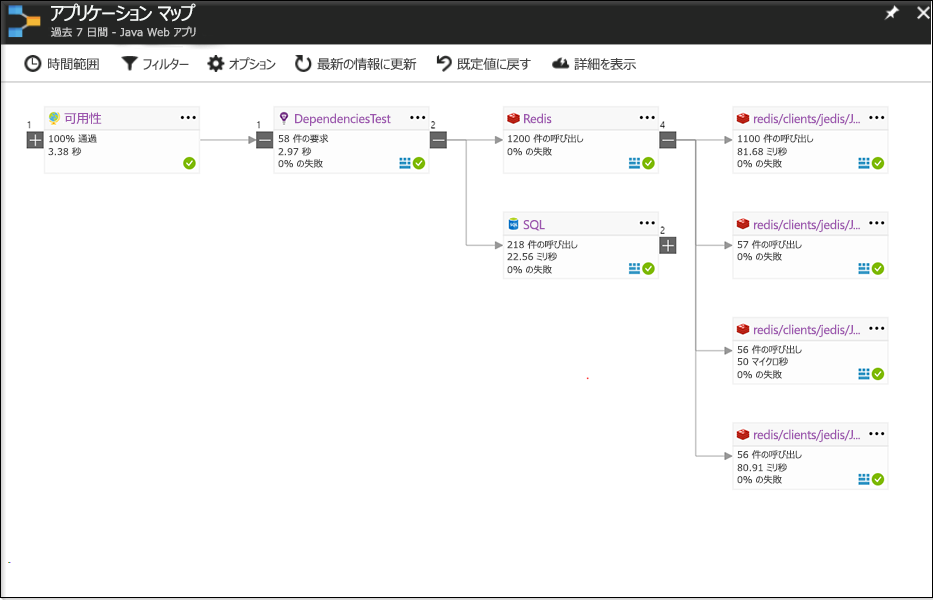 アプリケーション マップ
過去 7 日間 - Java Web アプリ
時間範囲 フィルター オプション 最新の情報に更新 既定値に戻す 詳細を表示
1
可用性
100% 通過
3.38 秒
1
DependenciesTest
58 件の要求
2.97 秒
0% の失敗
2
Redis
1200 件の呼び出し
0% の失敗
4
SQL
218 件の呼び出し
22.56 ミリ秒
0% の失敗
2
redis/clients/jedis/J...
1100 件の呼び出し
81.68 ミリ秒
0% の失敗
redis/clients/jedis/J...
57 件の呼び出し
0% の失敗
redis/clients/jedis/J...
56 件の呼び出し
50 マイクロ秒
0% の失敗
redis/clients/jedis/J...
56 件の呼び出し
80.91 ミリ秒
0% の失敗